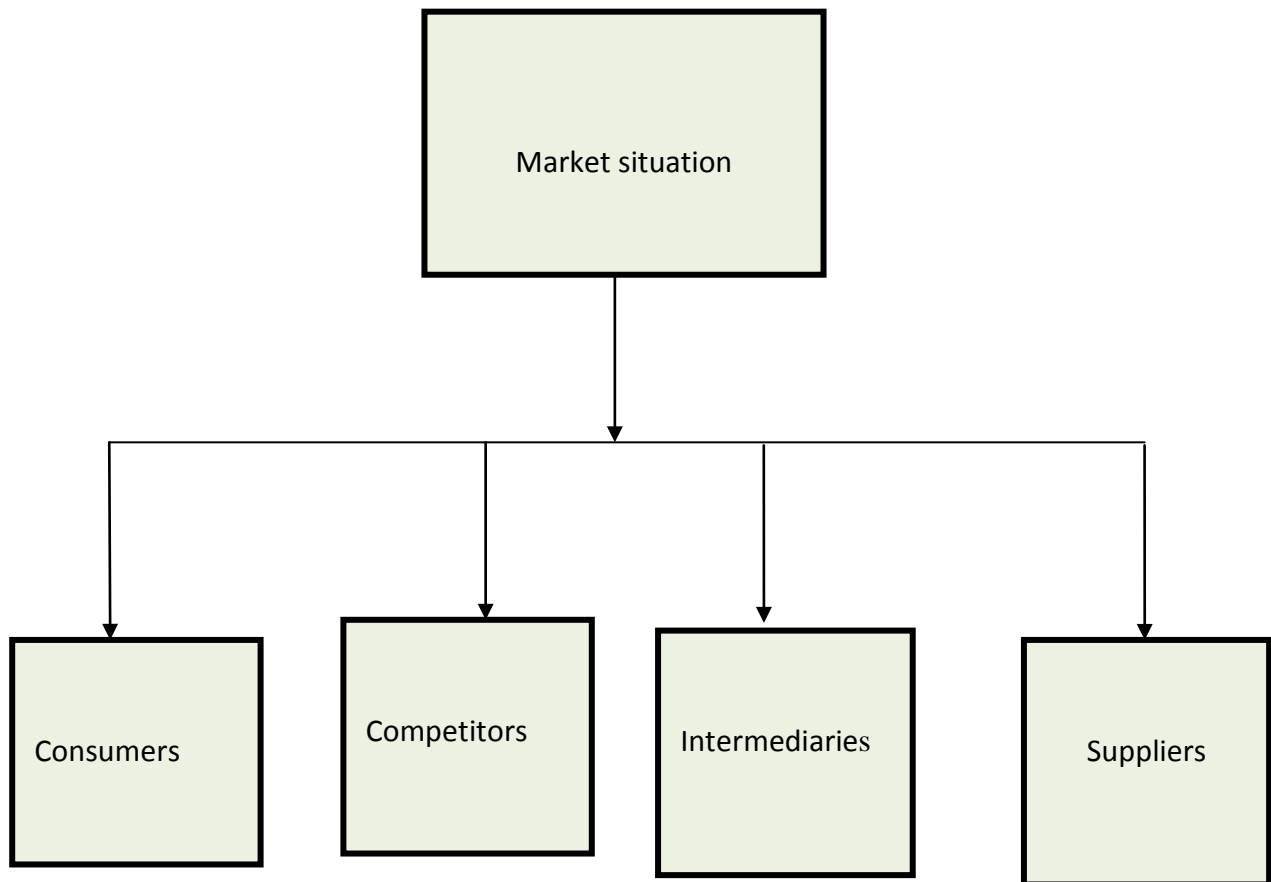 Market situation
Consumers
Competitors
Intermediaries
Suppliers